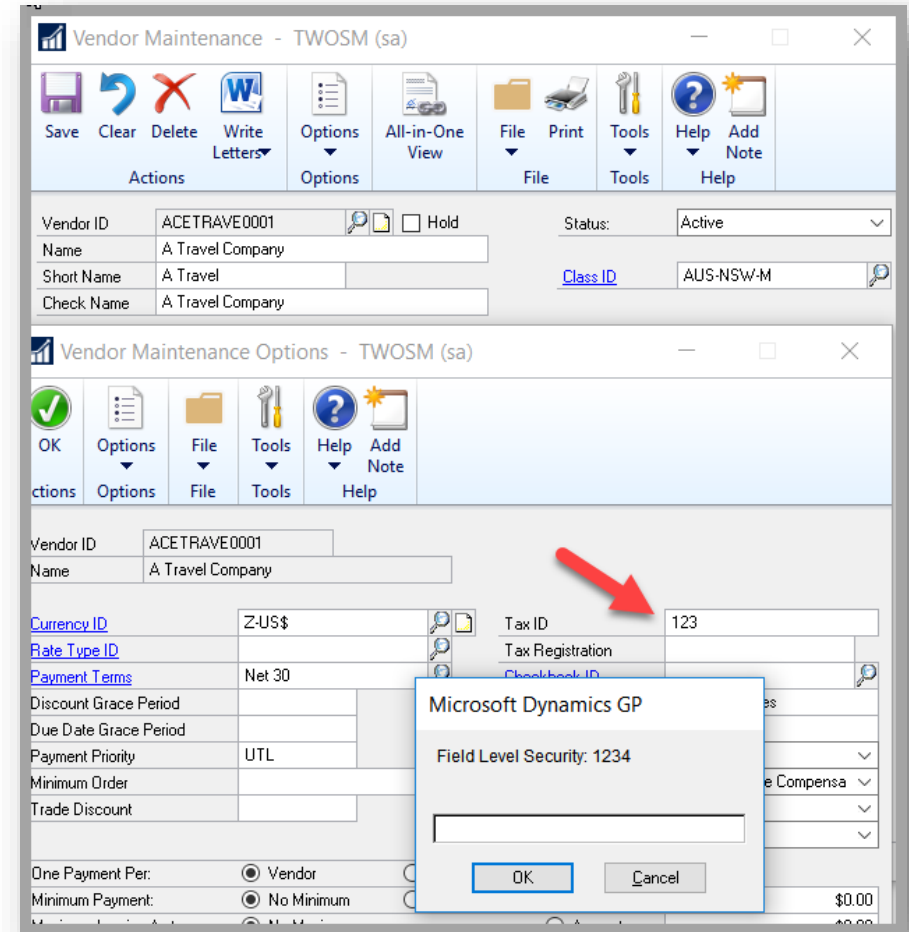 Vendor Maintenance - TWOSM (sa)
Save Clear Delete Write Letters Options All-in-One View File Print Tools Help Add Note
Actions Options File Tools Help
Vendor ID ACETRAVE0001 Hold Status: Active
Name A Travel Company
Short Name A Travel Class ID AUS-NSW-M
Check Name A Travel Company
Vendor Maintenance Options - TWOSM (sa)
OK Options File Tools Help Add Note
ctions Options File Tools Help
Vendor ID ACETRAVE0001
Name A Travel Company
Currency ID Z-US$ Tax ID 123
Rate Type ID Tax Registration
Payment Terms Net 30 Checkbook ID
Discount Grace Period es
Due Date Grace Period
Payment Priority UTL
Minimum Order e Compensa
Trade Discount
Microsoft Dynamics GP
Field Level Security: 1234
OK Cancel
One Payment Per: Vendor
Minimum Payment: No Minimum $0.00